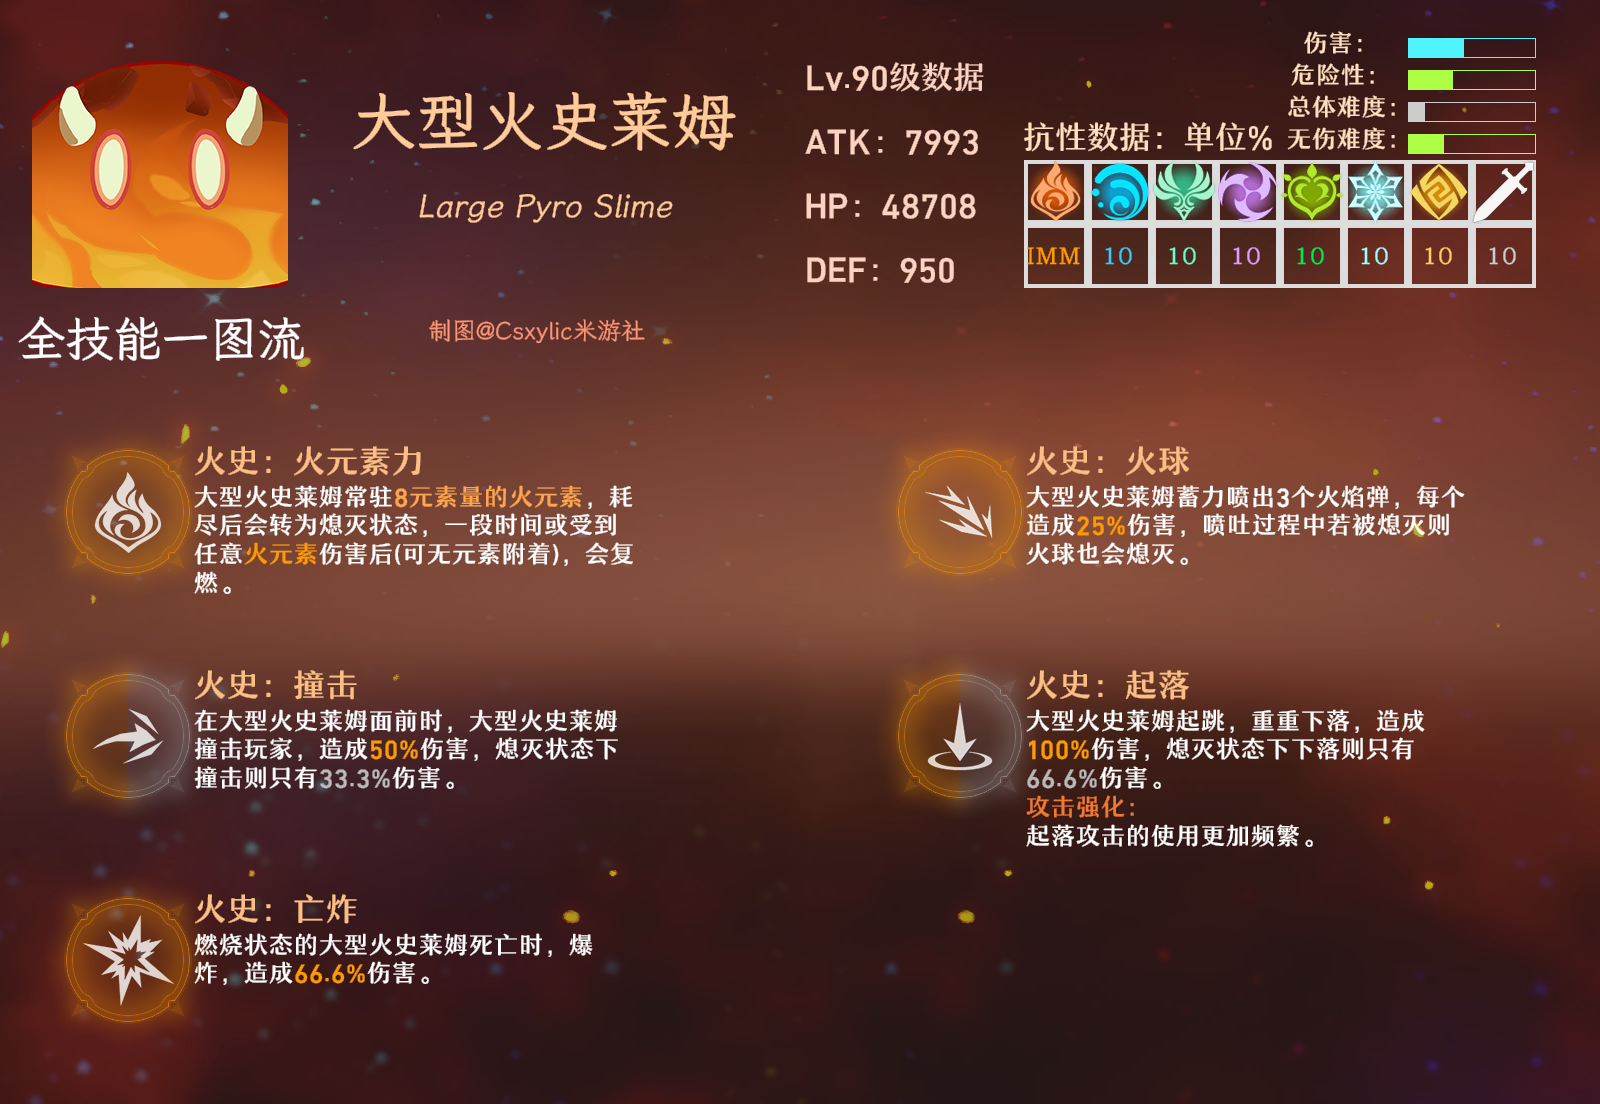 大型火史莱姆
Large Pyro Slime
全技能一图流
制图@Csxylic米游社
Lv.90级数据
ATK：7993
HP：48708
DEF：950
伤害：
危险性：
总体难度：
无伤难度：
抗性数据：单位%
IMM 10 10 10 10 10 10 10
火史：火元素力
大型火史莱姆常驻8元素量的火元素，耗
尽后会转为熄灭状态，一段时间或受到
任意火元素伤害后(可无元素附着)，会复
燃。
火史：火球
大型火史莱姆蓄力喷出3个火焰弹，每个
造成25%伤害，喷吐过程中若被熄灭则
火球也会熄灭。
火史：撞击
在大型火史莱姆面前时，大型火史莱姆
撞击玩家，造成50%伤害，熄灭状态下
撞击则只有33.3%伤害。
火史：起落
大型火史莱姆起跳，重重下落，造成
100%伤害，熄灭状态下下落则只有
66.6%伤害。
攻击强化：
起落攻击的使用更加频繁。
火史：亡炸
燃烧状态的大型火史莱姆死亡时，爆
炸，造成66.6%伤害。